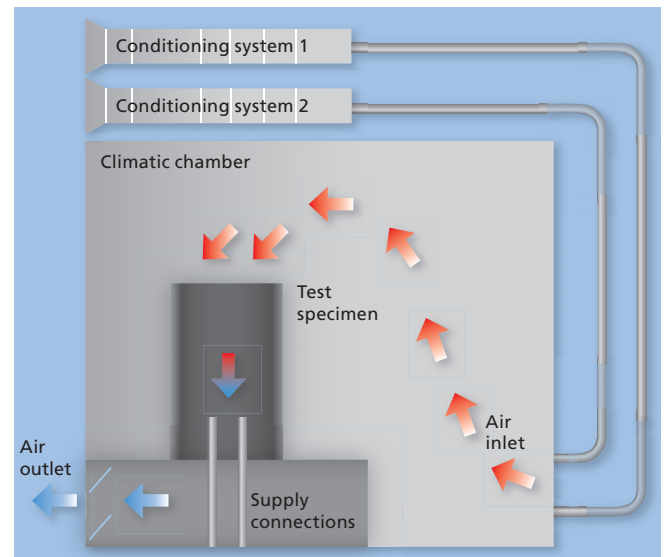 Conditioning system 1
Conditioning system 2
Climatic chamber
Test
specimen
Air
inlet
Air
outlet
Supply
connections